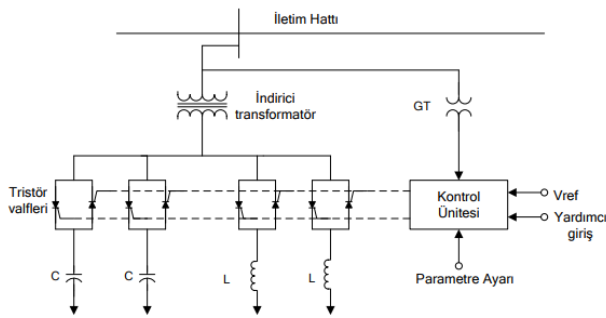 İletim Hattı
İndirici
transformatör
GT
Tristör
valfleri
Kontrol
Ünitesi
Vref
Yardımcı
giriş
C
C
L
L
Parametre Ayarı